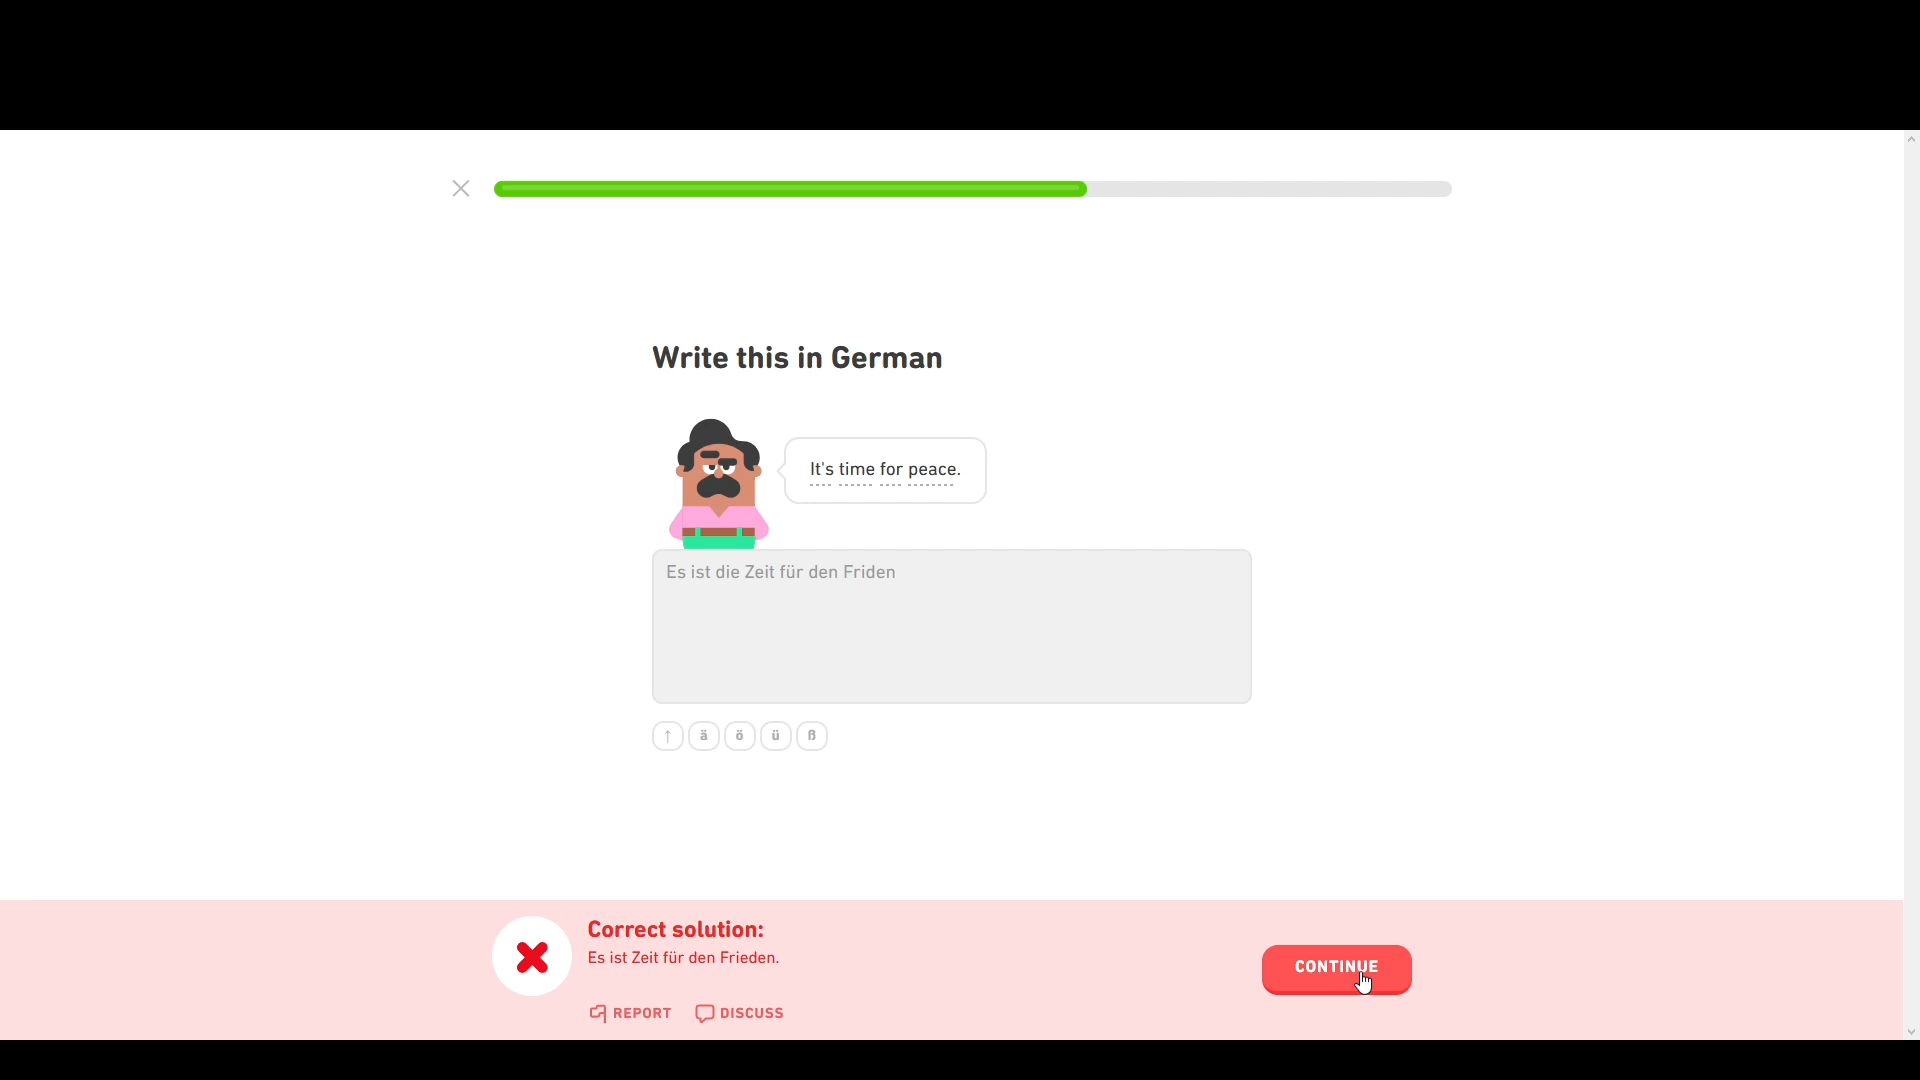 Write this in German
It's time for peace.
Es ist die Zeit für den Friden
↑ ä ö ü ß
Correct solution:
Es ist Zeit für den Frieden.
CONTINUE
REPORT DISCUSS